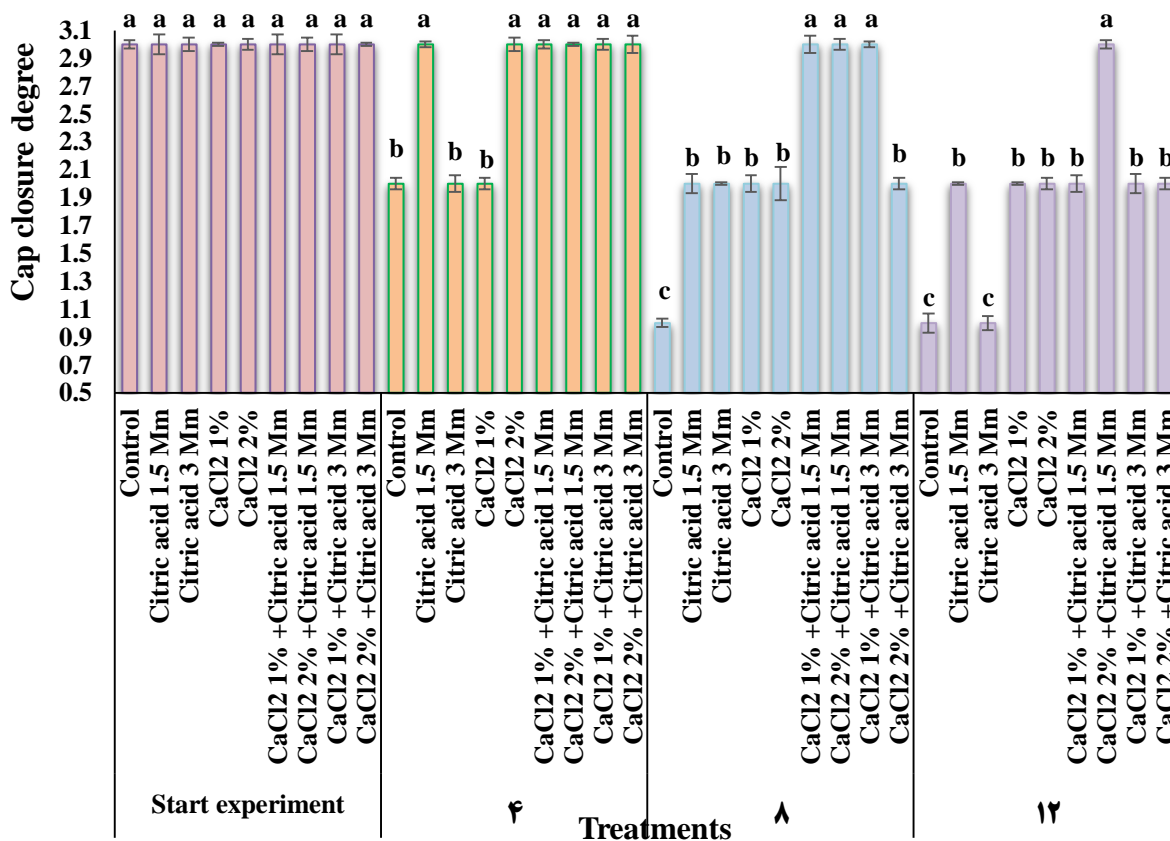 Cap closure degree
3.1
2.9
2.7
2.5
2.3
2.1
1.9
1.7
1.5
1.3
1.1
0.9
0.7
0.5
a a a a a a a a a
b a b b a a a a a
c b b b b a a a b
c b c b b b a b b
Control
Citric acid 1.5 Mm
Citric acid 3 Mm
CaCl2 1%
CaCl2 2%
CaCl2 1% +Citric acid 1.5 Mm
CaCl2 2% +Citric acid 1.5 Mm
CaCl2 1% +Citric acid 3 Mm
CaCl2 2% +Citric acid 3 Mm
Control
Citric acid 1.5 Mm
Citric acid 3 Mm
CaCl2 1%
CaCl2 2%
CaCl2 1% +Citric acid 1.5 Mm
CaCl2 2% +Citric acid 1.5 Mm
CaCl2 1% +Citric acid 3 Mm
CaCl2 2% +Citric acid 3 Mm
Control
Citric acid 1.5 Mm
Citric acid 3 Mm
CaCl2 1%
CaCl2 2%
CaCl2 1% +Citric acid 1.5 Mm
CaCl2 2% +Citric acid 1.5 Mm
CaCl2 1% +Citric acid 3 Mm
CaCl2 2% +Citric acid 3 Mm
Control
Citric acid 1.5 Mm
Citric acid 3 Mm
CaCl2 1%
CaCl2 2%
CaCl2 1% +Citric acid 1.5 Mm
CaCl2 2% +Citric acid 1.5 Mm
CaCl2 1% +Citric acid 3 Mm
CaCl2 2% +Citric acid 3 Mm
Start experiment
۴
۸
۱۲
Treatments